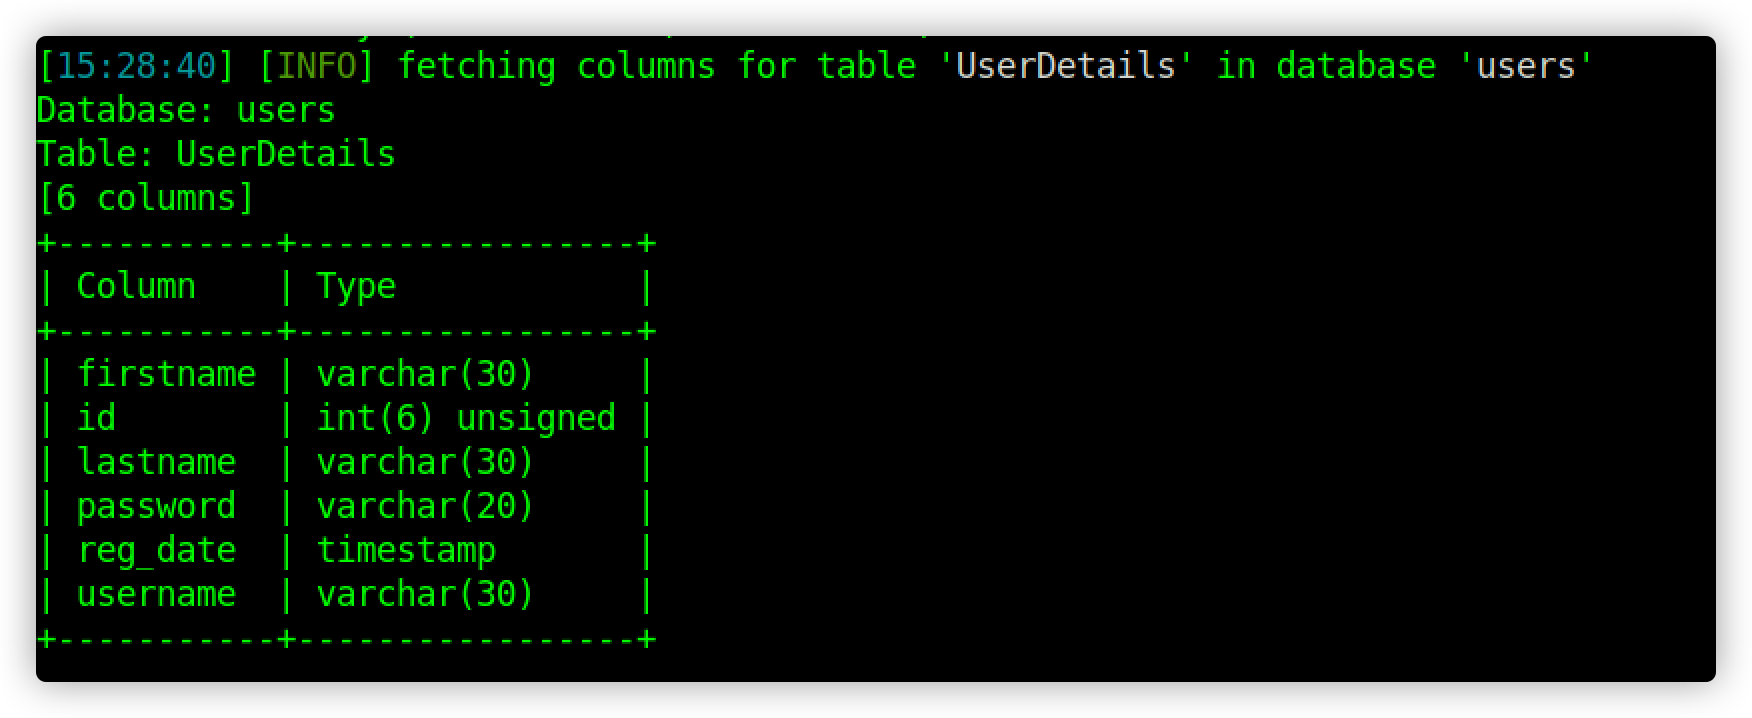 [15:28:40] [INFO] fetching columns for table 'UserDetails' in database 'users'
Database: users
Table: UserDetails
[6 columns]
+-----------+-----------------+
| Column    | Type            |
+-----------+-----------------+
| firstname | varchar(30)     |
| id        | int(6) unsigned |
| lastname  | varchar(30)     |
| password  | varchar(20)     |
| reg_date  | timestamp       |
| username  | varchar(30)     |
+-----------+-----------------+